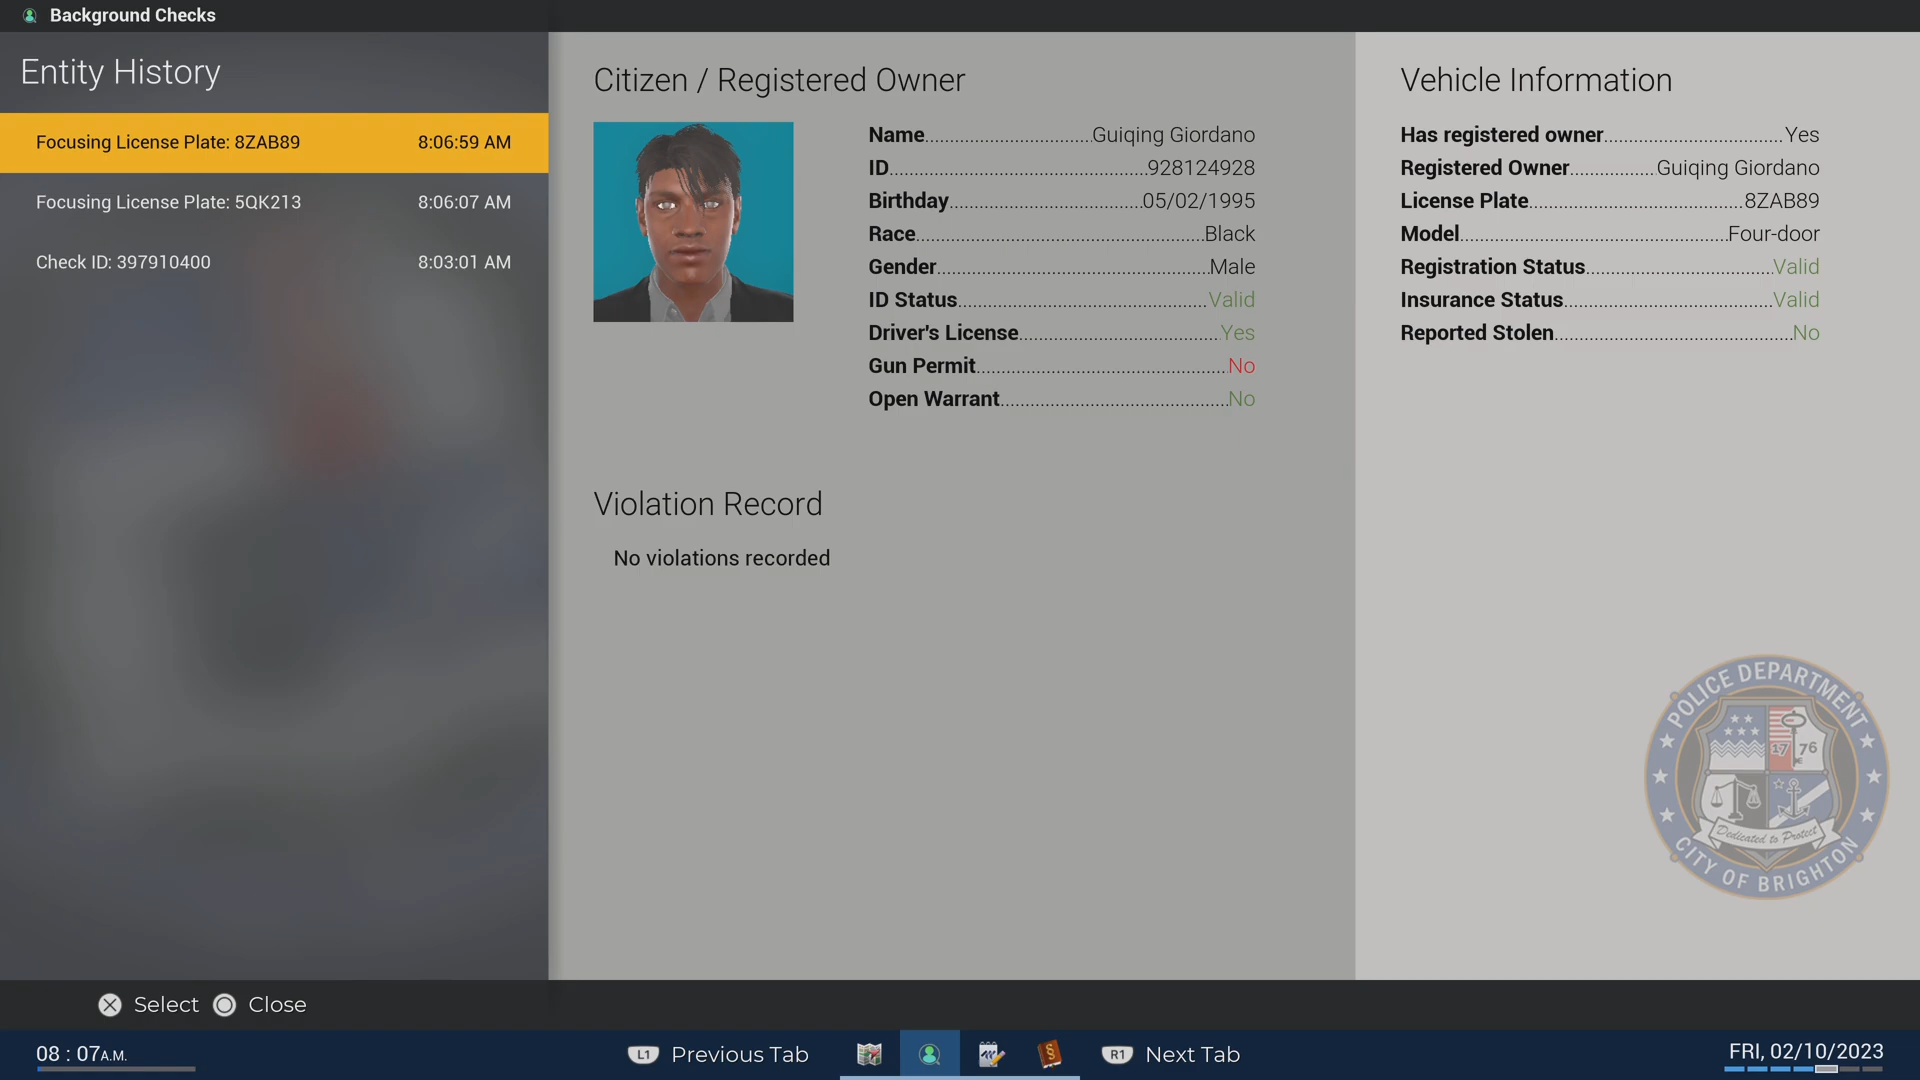 Background Checks
Entity History
Focusing License Plate: 8ZAB89 8:06:59 AM
Focusing License Plate: 5QK213 8:06:07 AM
Check ID: 397910400 8:03:01 AM
Citizen / Registered Owner
Name Guiqing Giordano
ID 928124928
Birthday 05/02/1995
Race Black
Gender Male
ID Status Valid
Driver's License Yes
Gun Permit No
Open Warrant No
Violation Record
No violations recorded
Vehicle Information
Has registered owner Yes
Registered Owner Guiqing Giordano
License Plate 8ZAB89
Model Four-door
Registration Status Valid
Insurance Status Valid
Reported Stolen No
POLICE DEPARTMENT
17 76
Dedicated to Protect
CITY OF BRIGHTON
Select Close
08 : 07 A.M.
L1 Previous Tab
R1 Next Tab
FRI, 02/10/2023